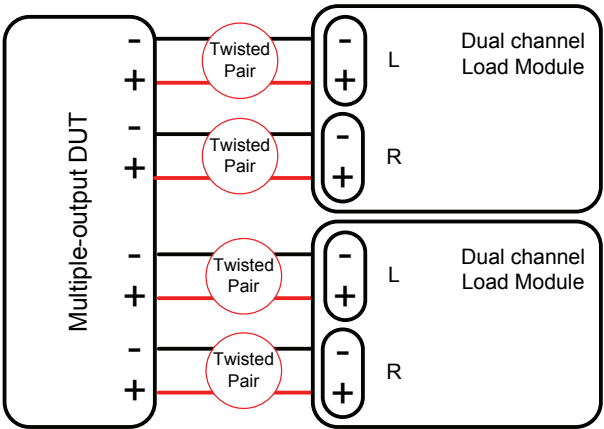 Multiple-output DUT
-
+
-
+
-
+
-
+
Twisted
Pair
Twisted
Pair
Twisted
Pair
Twisted
Pair
-
+
L
-
+
R
Dual channel
Load Module
-
+
L
-
+
R
Dual channel
Load Module